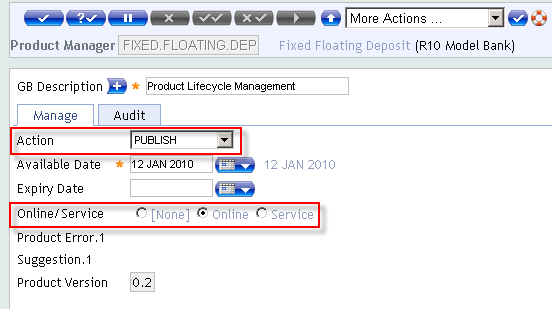 More Actions ...
Product Manager FIXED.FLOATING.DEP Fixed Floating Deposit (R10 Model Bank)
GB Description * Product Lifecycle Management
Manage Audit
Action PUBLISH
Available Date * 12 JAN 2010 12 JAN 2010
Expiry Date
Online/Service [None] Online Service
Product Error.1
Suggestion.1
Product Version 0.2